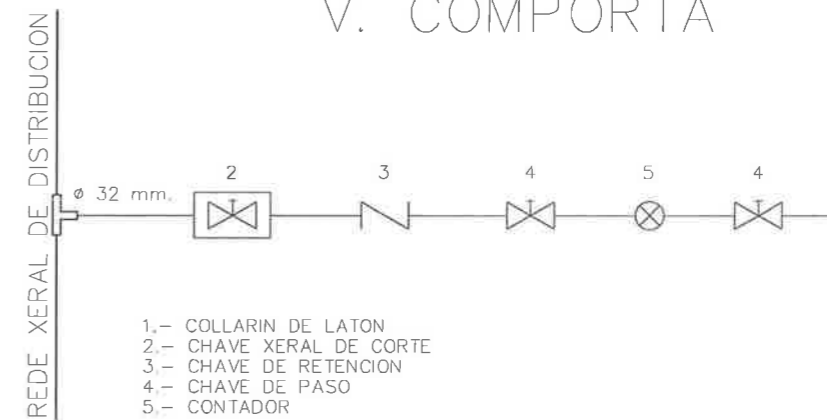 V. COMPORTA
REDE XERAL DE DISTRIBUCION
ø 32 mm.
2
3
4
5
4
1.- COLLARIN DE LATON
2.- CHAVE XERAL DE CORTE
3.- CHAVE DE RETENCION
4.- CHAVE DE PASO
5.- CONTADOR